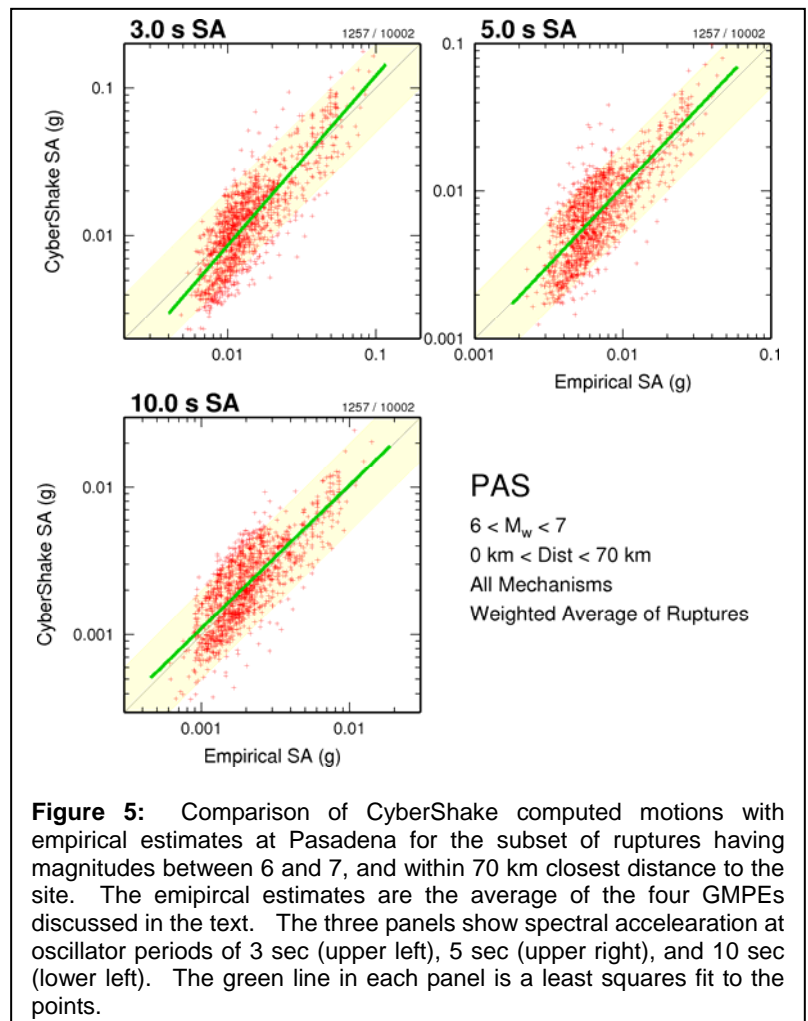 3.0 s SA
1257 / 10002
5.0 s SA
1257 / 10002
0.1
0.01
CyberShake SA (g)
0.01
0.1
0.1
0.01
0.001
0.001
0.01
0.1
Empirical SA (g)
10.0 s SA
1257 / 10002
0.01
0.001
CyberShake SA (g)
0.001
0.01
Empirical SA (g)
PAS
6 < Mw < 7
0 km < Dist < 70 km
All Mechanisms
Weighted Average of Ruptures
Figure 5: Comparison of CyberShake computed motions with
empirical estimates at Pasadena for the subset of ruptures having
magnitudes between 6 and 7, and within 70 km closest distance to the
site. The emipircal estimates are the average of the four GMPEs
discussed in the text. The three panels show spectral accelearation at
oscillator periods of 3 sec (upper left), 5 sec (upper right), and 10 sec
(lower left). The green line in each panel is a least squares fit to the
points.